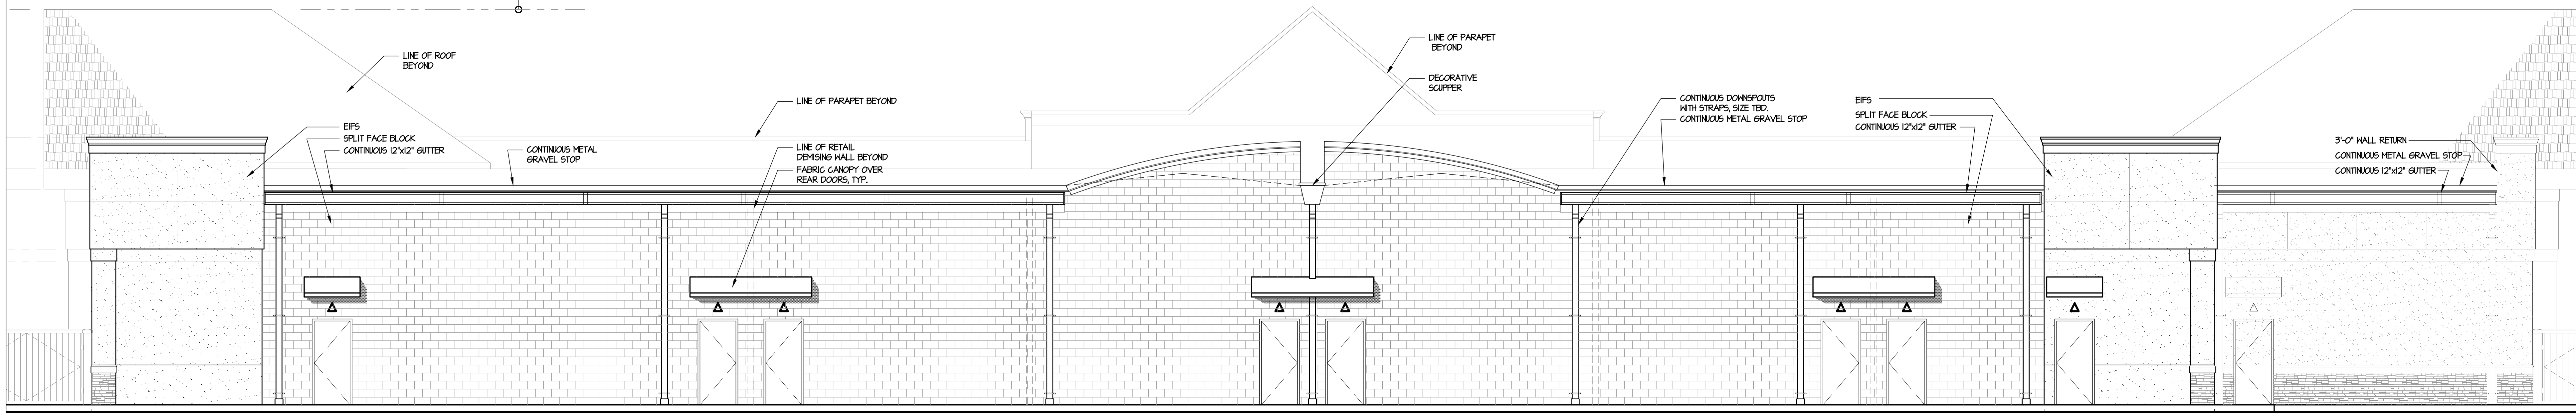 LINE OF ROOF
BEYOND
EIFS
SPLIT FACE BLOCK
CONTINUOUS 12"x12" GUTTER
CONTINUOUS METAL
GRAVEL STOP
LINE OF PARAPET BEYOND
LINE OF RETAIL
DEMISING WALL BEYOND
FABRIC CANOPY OVER
REAR DOORS, TYP.
LINE OF PARAPET
BEYOND
DECORATIVE
SCUPPER
CONTINUOUS DOWNSPOUTS
WITH STRAPS, SIZE TBD.
CONTINUOUS METAL GRAVEL STOP
EIFS
SPLIT FACE BLOCK
CONTINUOUS 12"x12" GUTTER
3'-0" WALL RETURN
CONTINUOUS METAL GRAVEL STOP
CONTINUOUS 12"x12" GUTTER